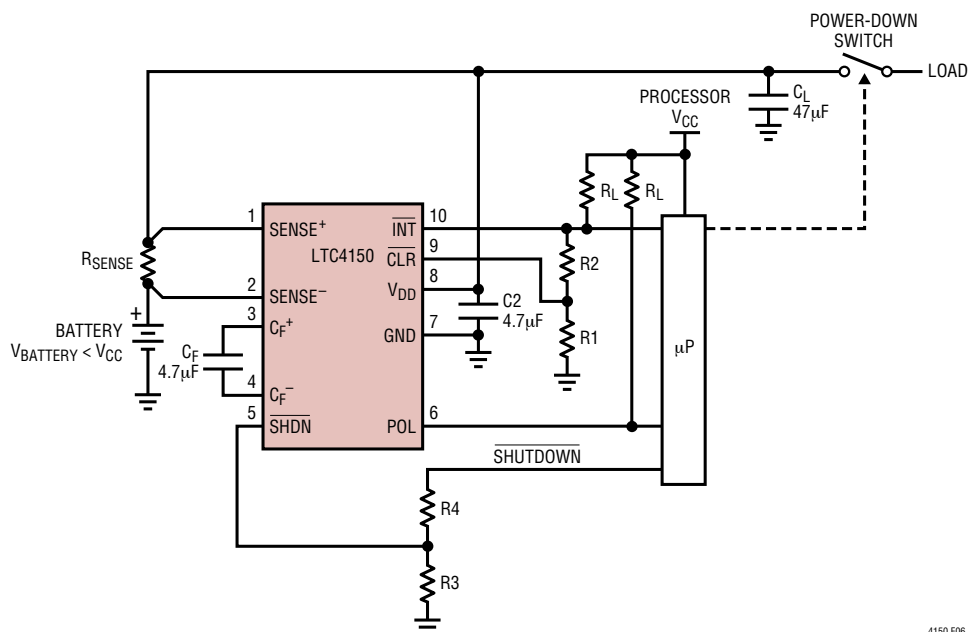 POWER-DOWN
SWITCH
LOAD
PROCESSOR
VCC
CL
47μF
RL
RL
1
SENSE+
INT
10
LTC4150
CLR
9
RSENSE
R2
2
SENSE−
VDD
8
C2
4.7μF
3
CF+
GND
7
R1
μP
BATTERY
VBATTERY < VCC
+
CF
4.7μF
4
CF−
5
SHDN
POL
6
SHUTDOWN
R4
R3
4150 F06